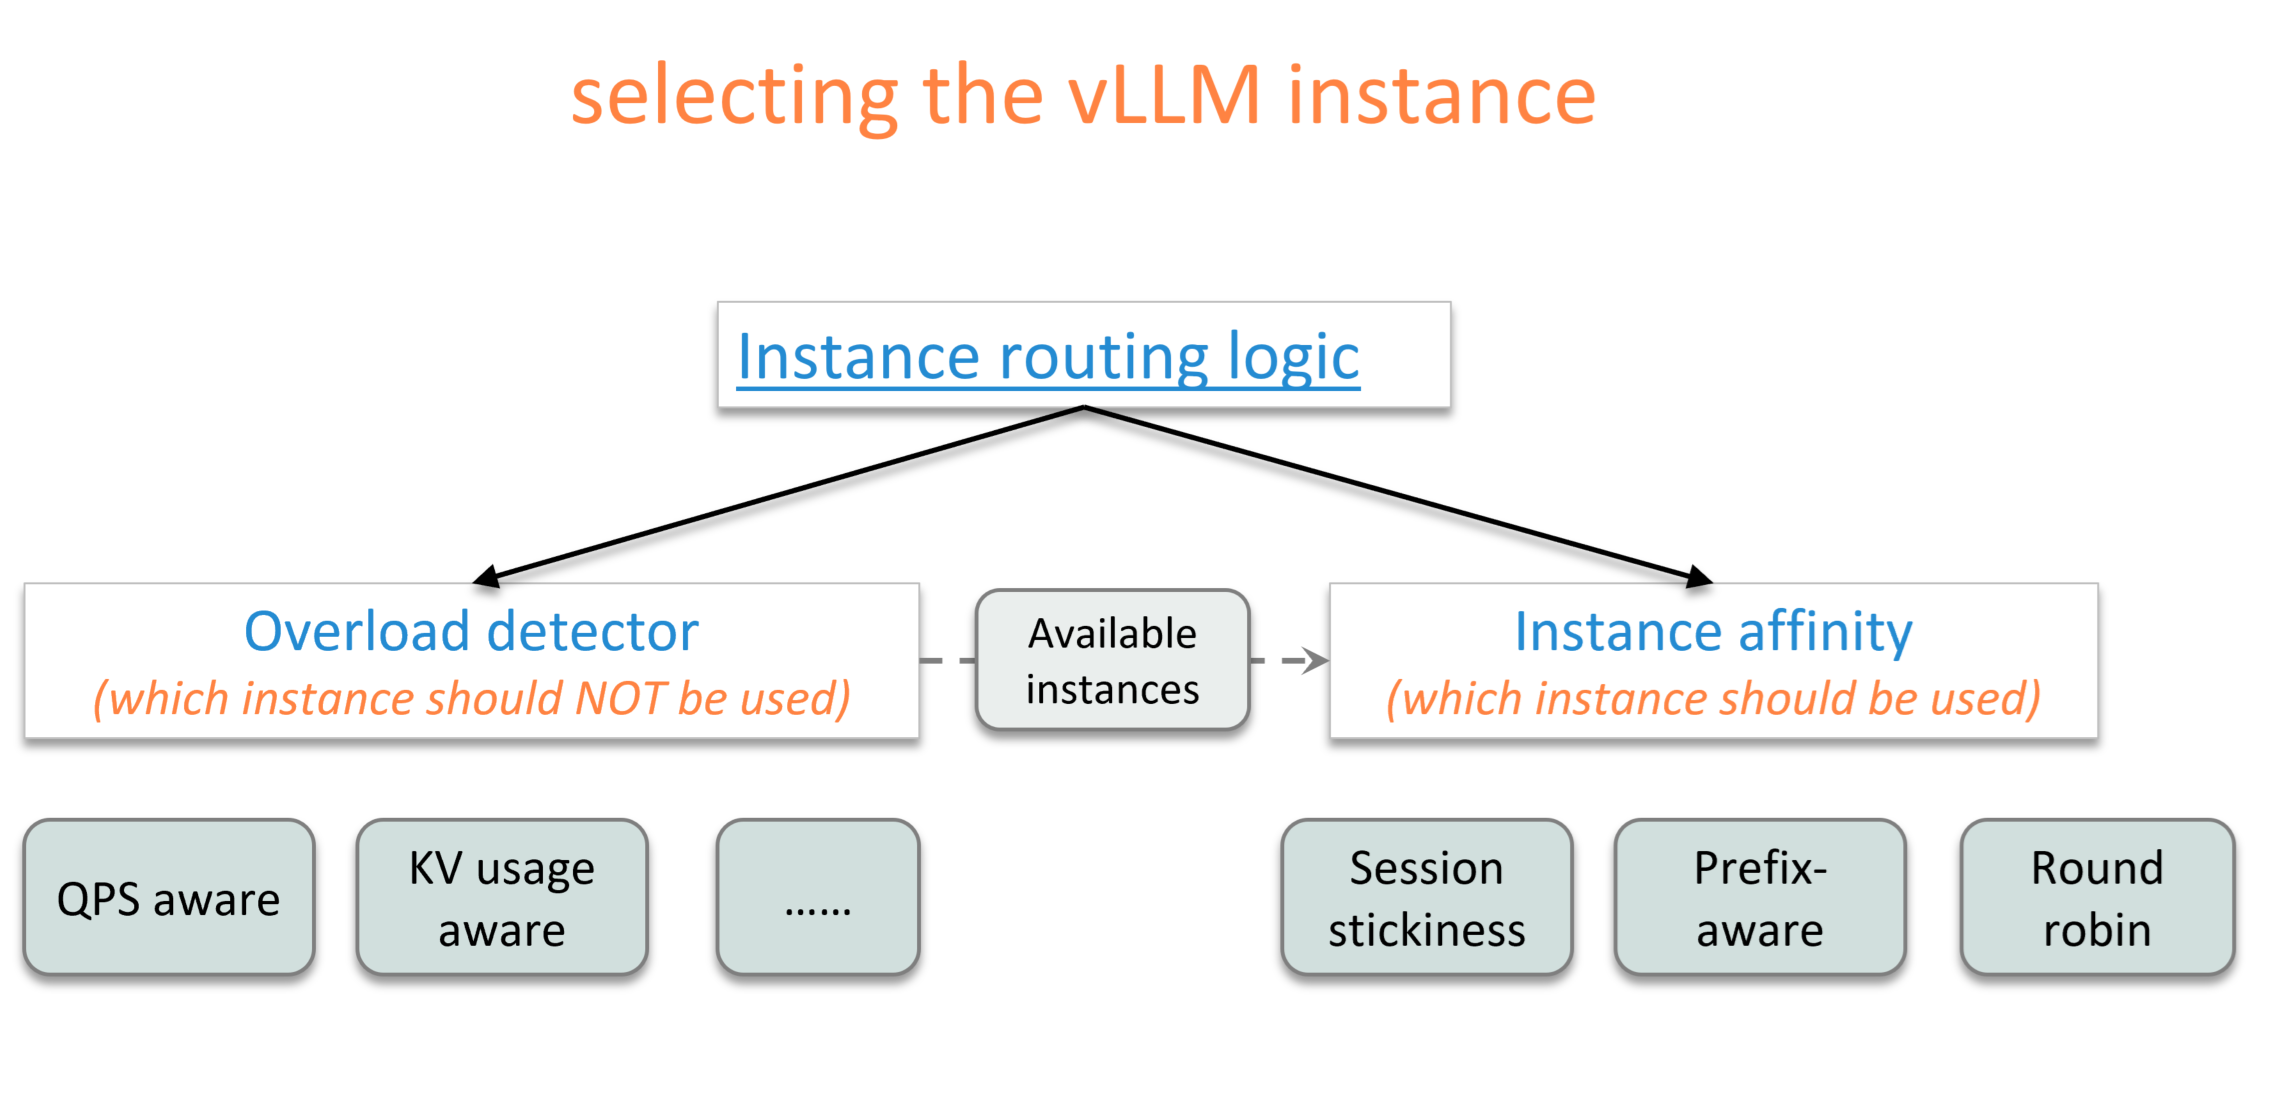 selecting the vLLM instance
Instance routing logic
Overload detector
(which instance should NOT be used)
Available
instances
Instance affinity
(which instance should be used)
QPS aware
KV usage
aware
......
Session
stickiness
Prefix-
aware
Round
robin